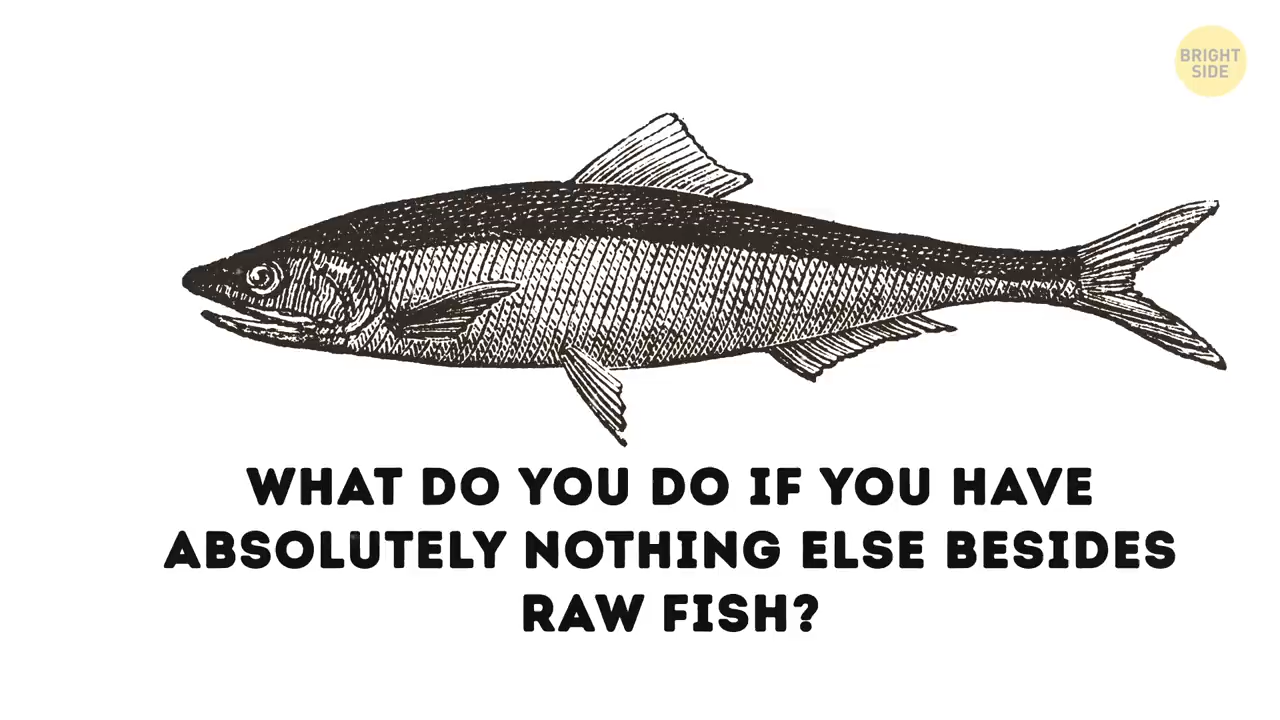 BRIGHT
SIDE
WHAT DO YOU DO IF YOU HAVE
ABSOLUTELY NOTHING ELSE BESIDES
RAW FISH?